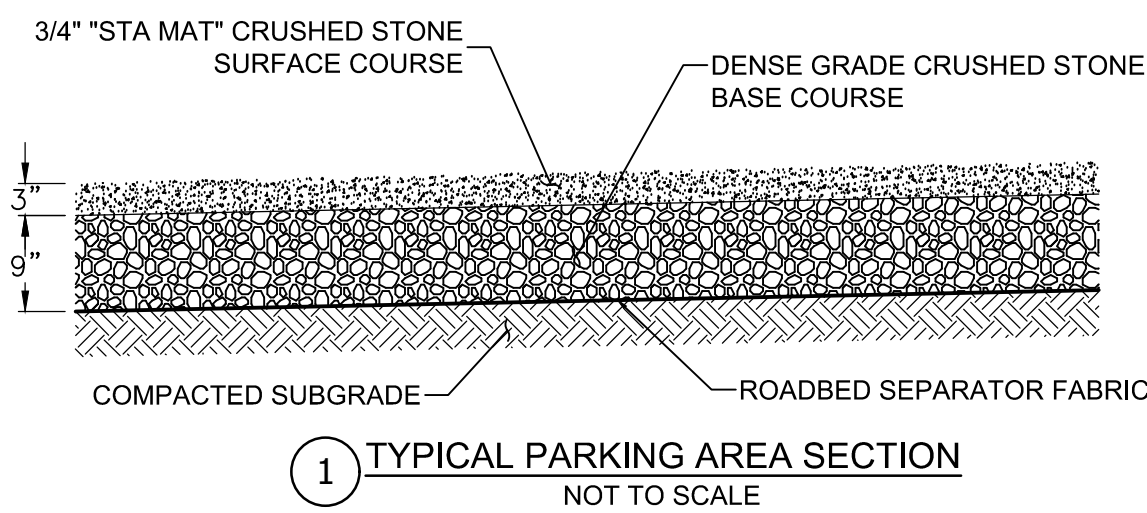 3/4" "STA MAT" CRUSHED STONE
SURFACE COURSE
DENSE GRADE CRUSHED STONE
BASE COURSE
3"
9"
COMPACTED SUBGRADE
ROADBED SEPARATOR FABRIC
1 TYPICAL PARKING AREA SECTION
NOT TO SCALE